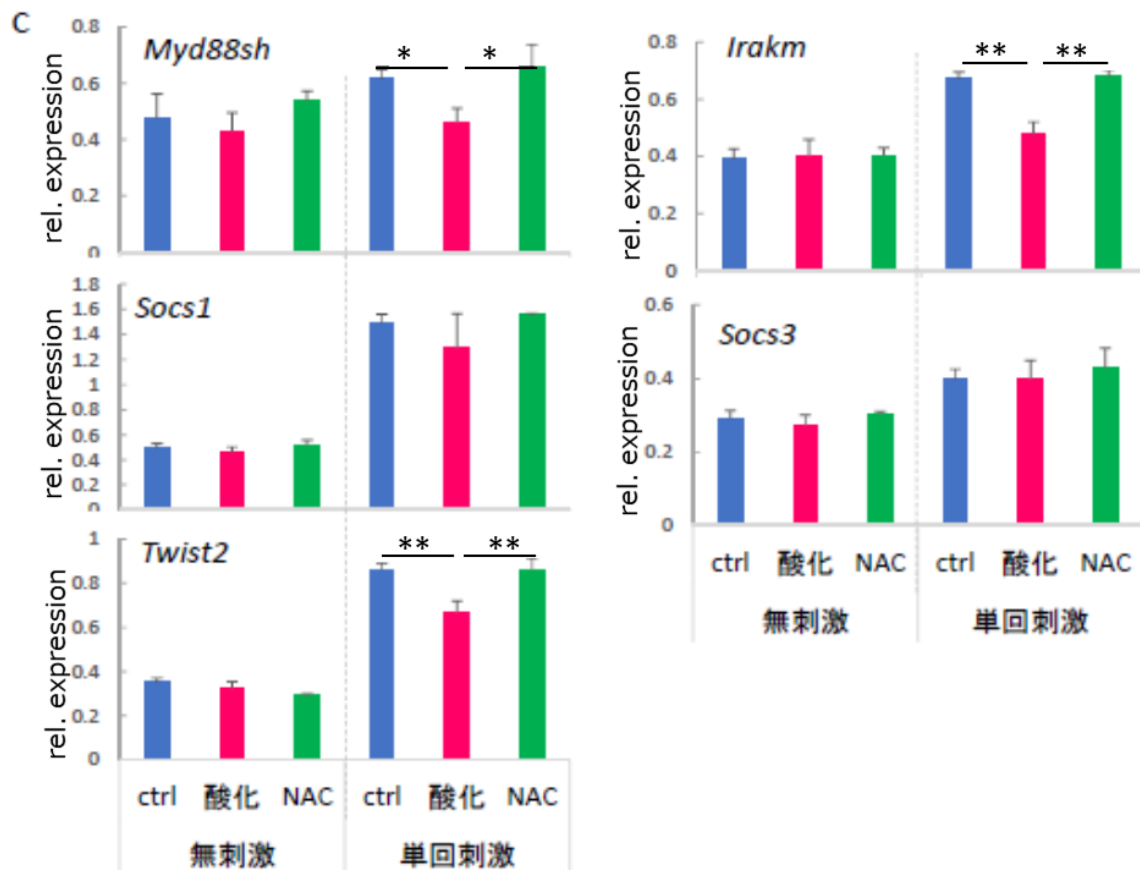 C
Myd88sh
* *
rel. expression
0.8
0.6
0.4
0.2
0
Socs1
rel. expression
1.8
1.6
1.4
1.2
1
0.8
0.6
0.4
0.2
0
Twist2
** **
rel. expression
1
0.8
0.6
0.4
0.2
0
ctrl 酸化 NAC ctrl 酸化 NAC
無刺激 単回刺激
Irakm
** **
rel. expression
0.8
0.6
0.4
0.2
0
Socs3
rel. expression
0.6
0.4
0.2
0
ctrl 酸化 NAC ctrl 酸化 NAC
無刺激 単回刺激